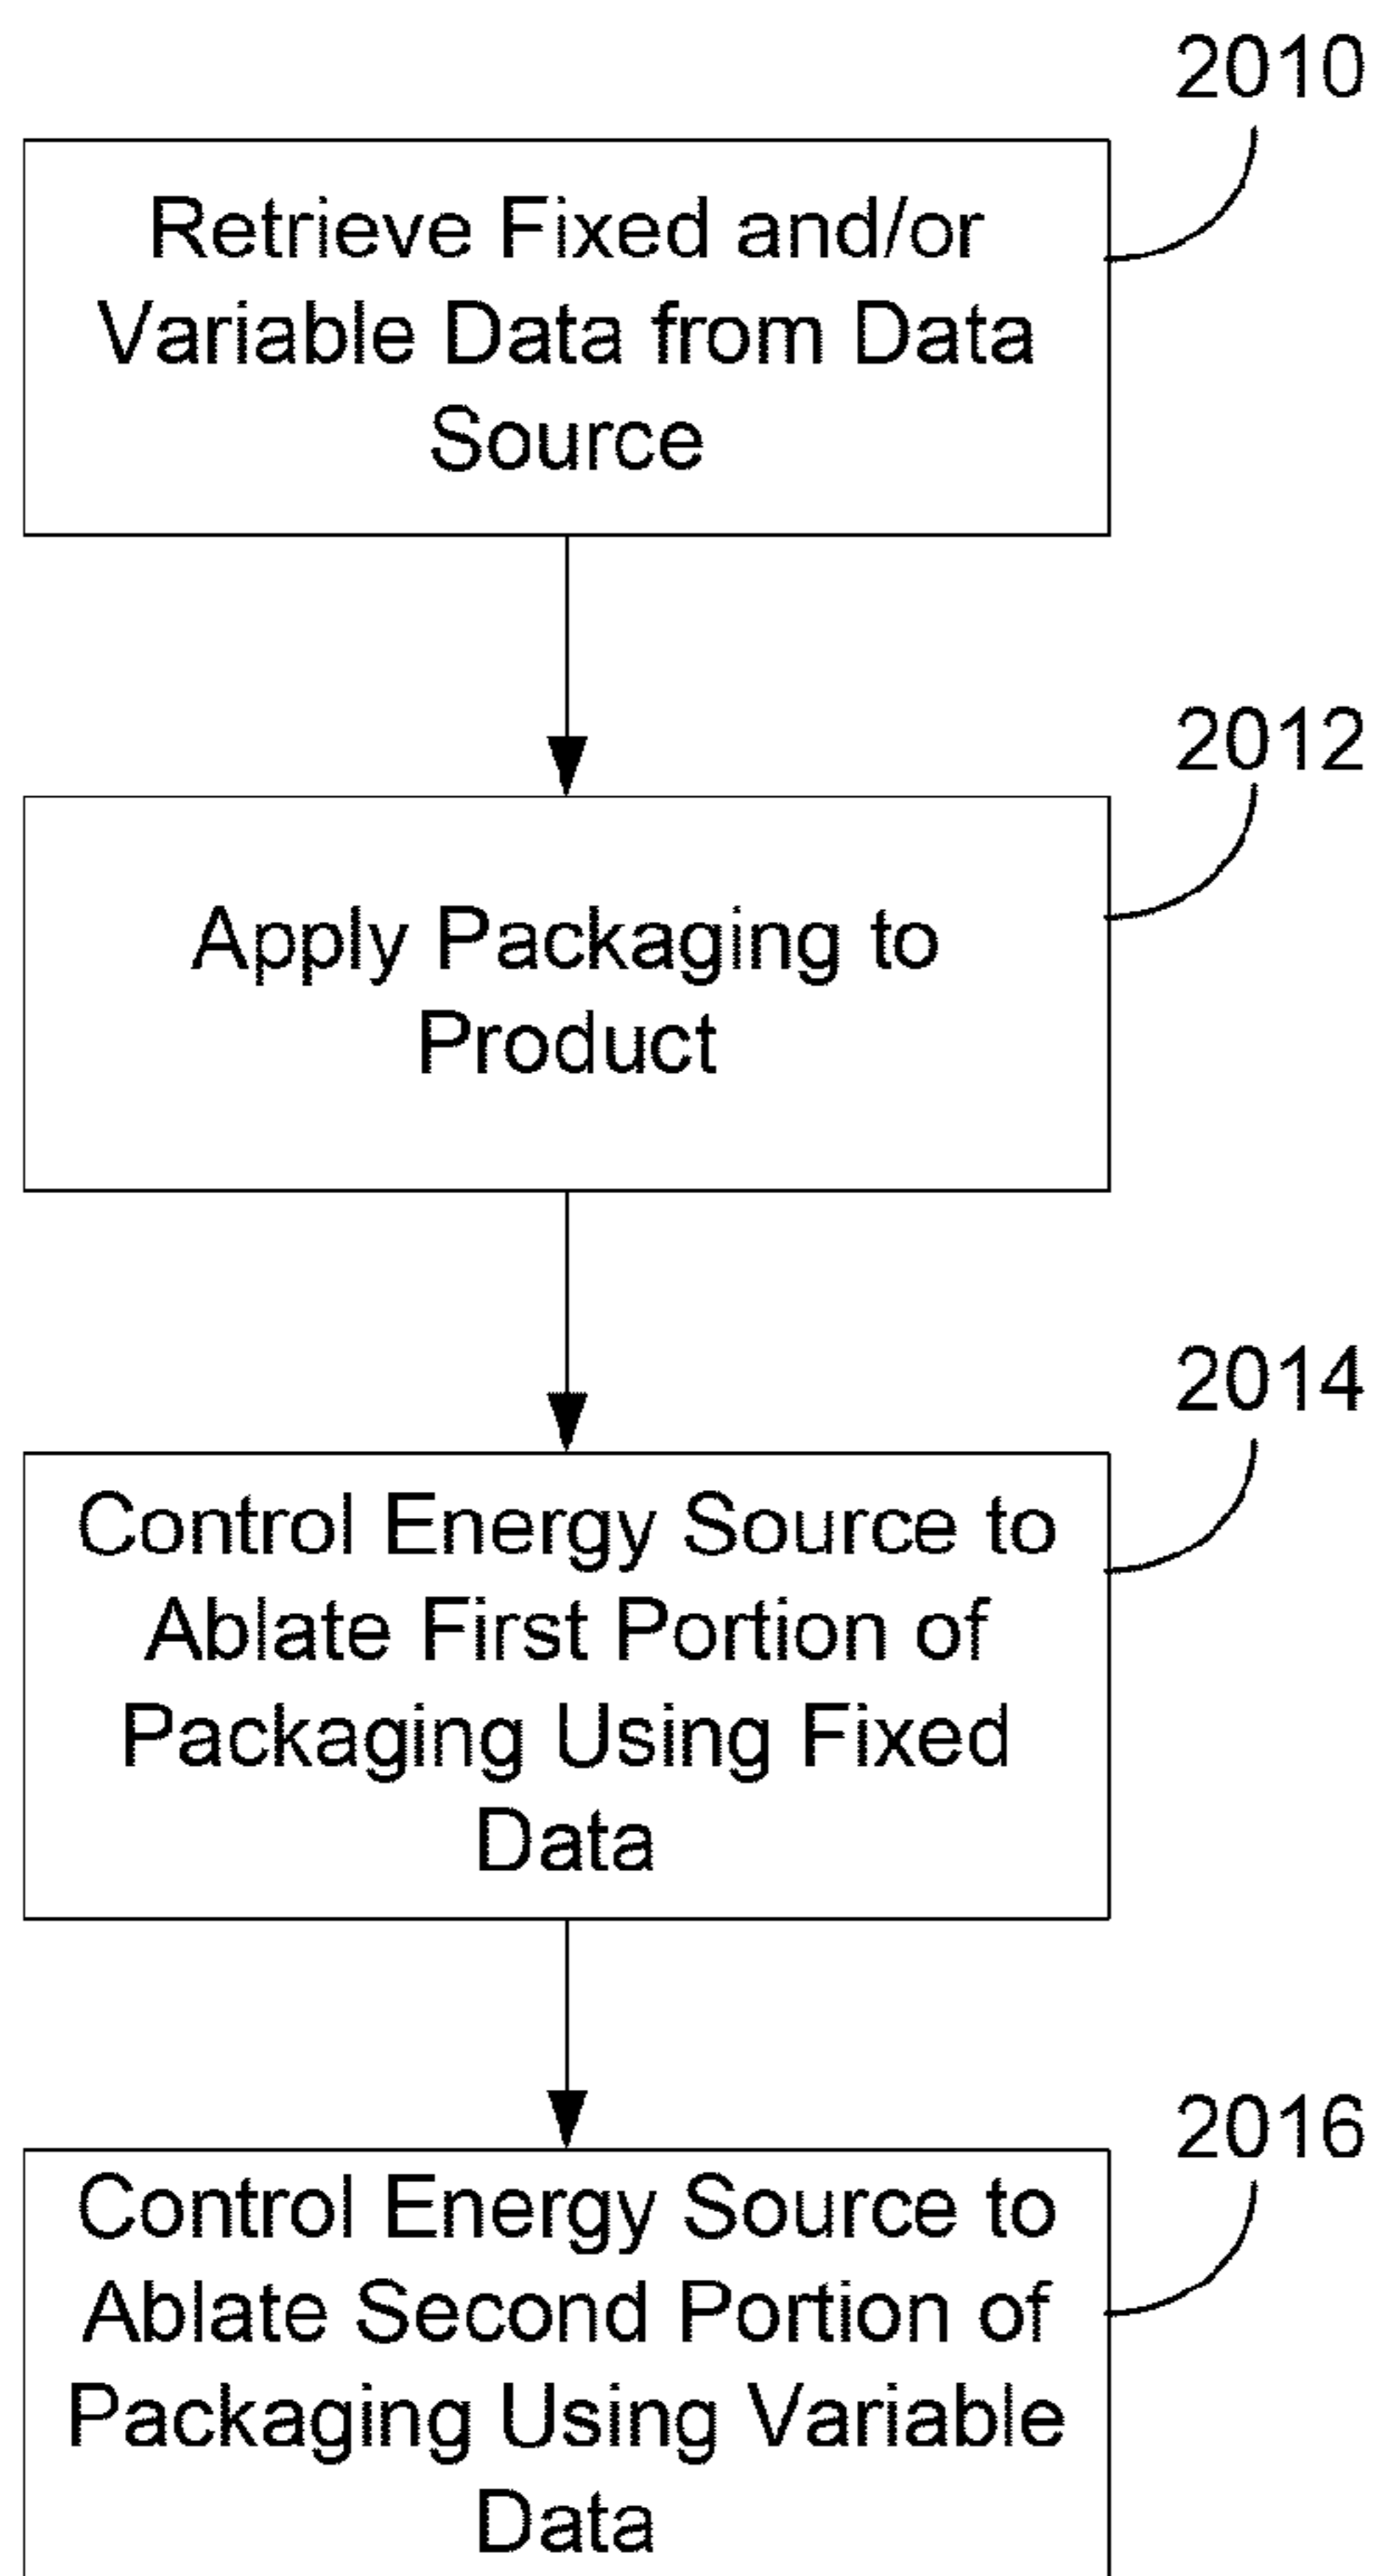 2010
Retrieve Fixed and/or
Variable Data from Data
Source
2012
Apply Packaging to
Product
2014
Control Energy Source to
Ablate First Portion of
Packaging Using Fixed
Data
2016
Control Energy Source to
Ablate Second Portion of
Packaging Using Variable
Data